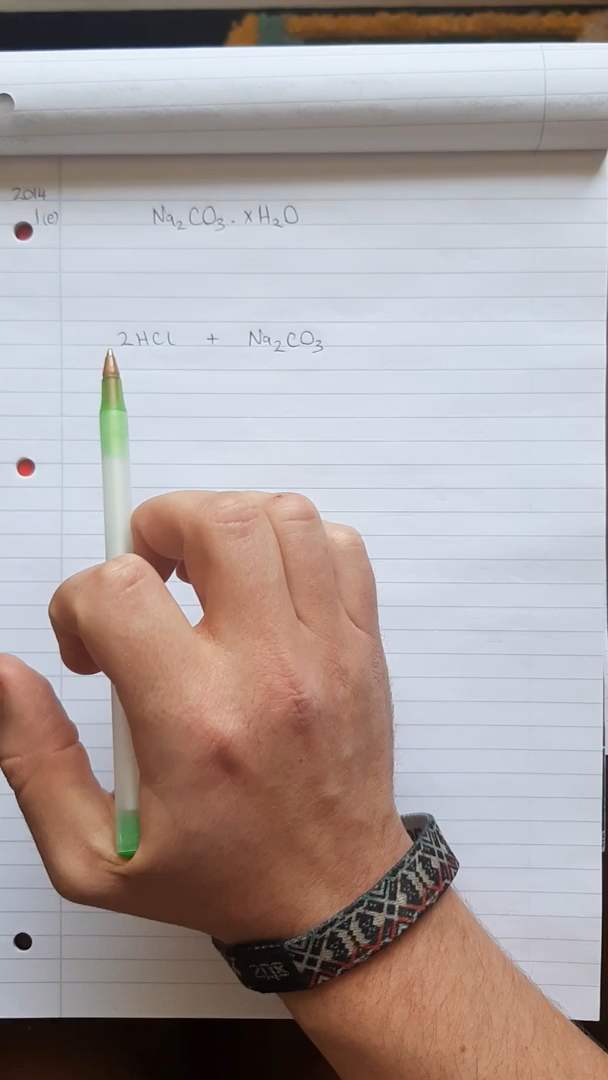 2014
1(e) Na₂CO₃ . xH₂O
2HCl + Na₂CO₃